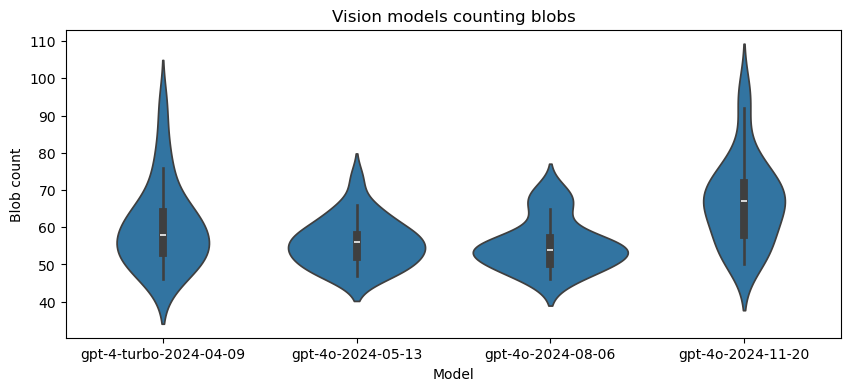 Vision models counting blobs
Blob count
110
100
90
80
70
60
50
40
gpt-4-turbo-2024-04-09
gpt-4o-2024-05-13
gpt-4o-2024-08-06
gpt-4o-2024-11-20
Model